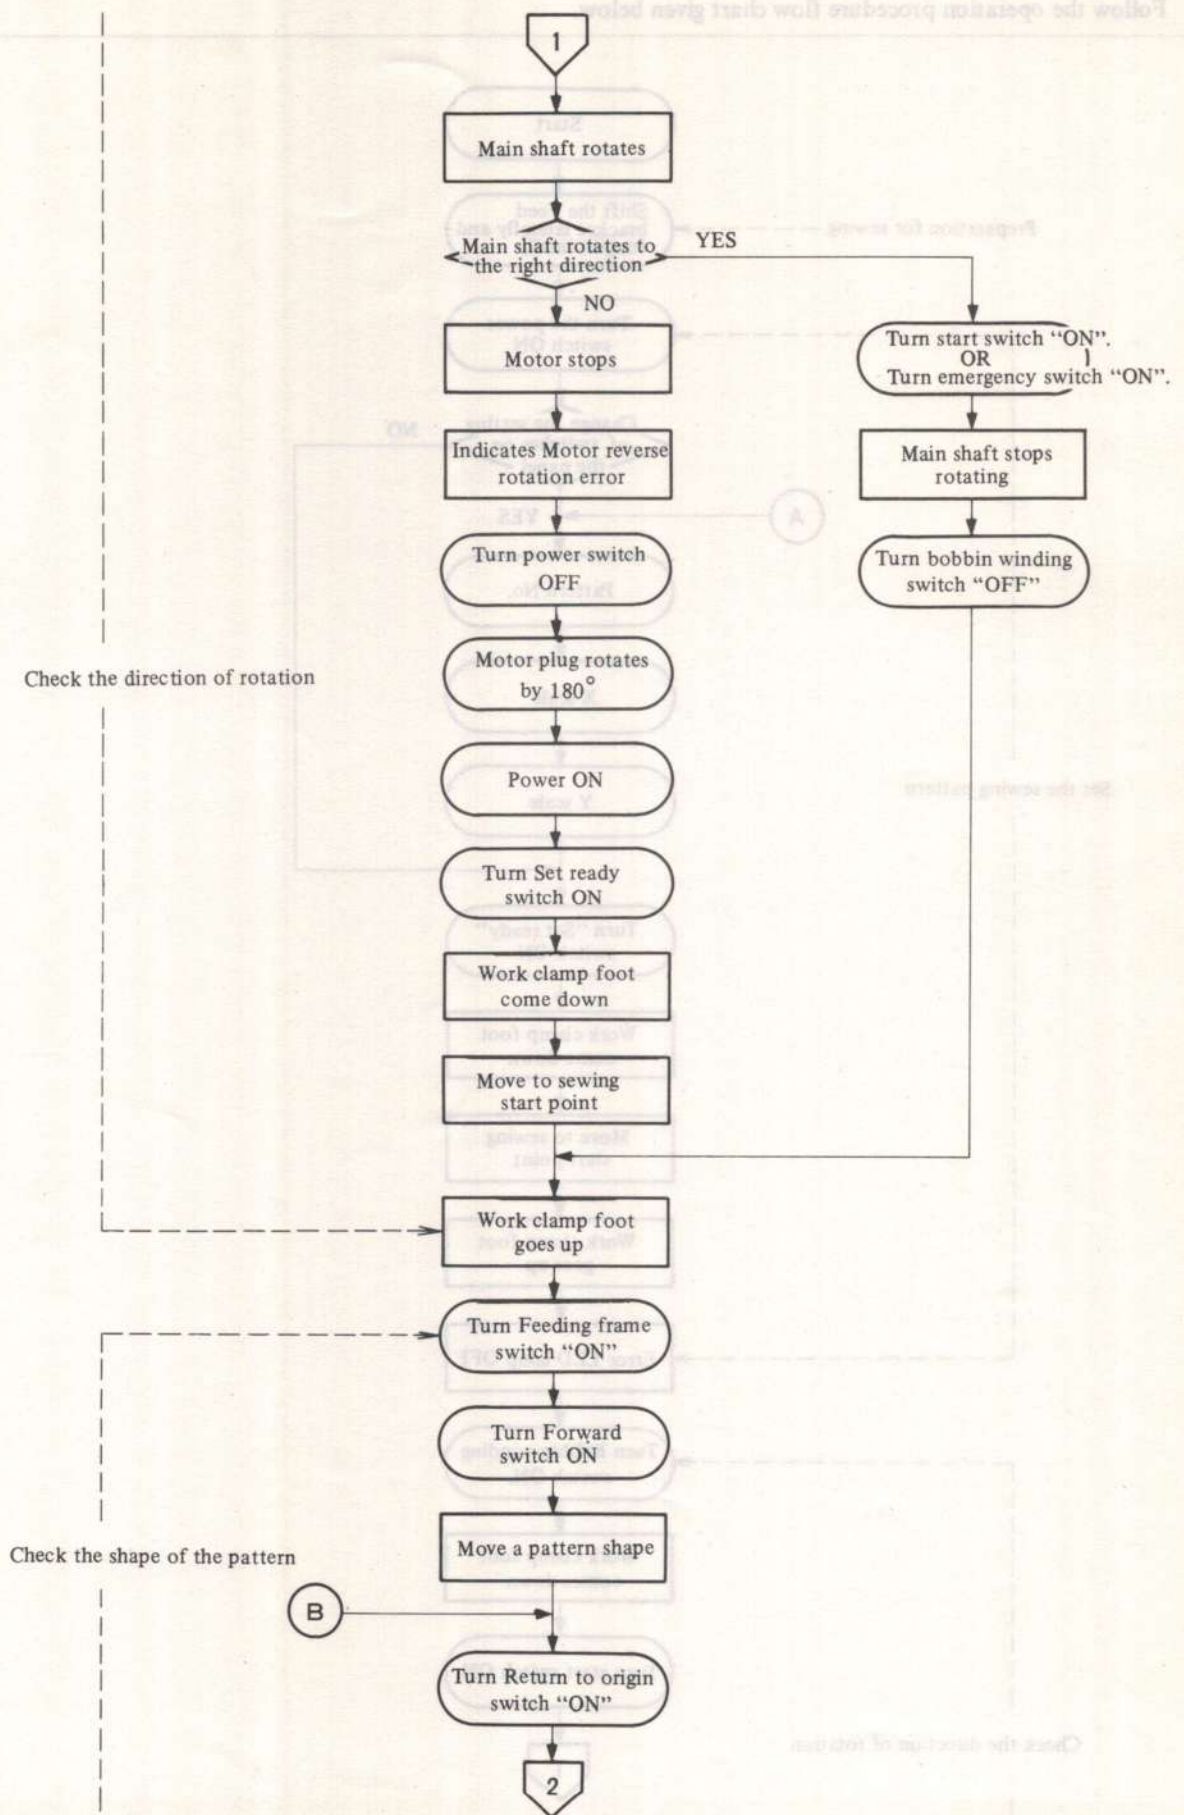 1
Main shaft rotates
Main shaft rotates to
the right direction
YES
NO
Motor stops
Turn start switch “ON”.
OR
Turn emergency switch “ON”.
Indicates Motor reverse
rotation error
Main shaft stops
rotating
Turn power switch
OFF
Turn bobbin winding
switch “OFF”
Motor plug rotates
by 180°
Check the direction of rotation
Power ON
Turn Set ready
switch ON
Work clamp foot
come down
Move to sewing
start point
Work clamp foot
goes up
Turn Feeding frame
switch “ON”
Turn Forward
switch ON
Move a pattern shape
Check the shape of the pattern
B
Turn Return to origin
switch “ON”
2